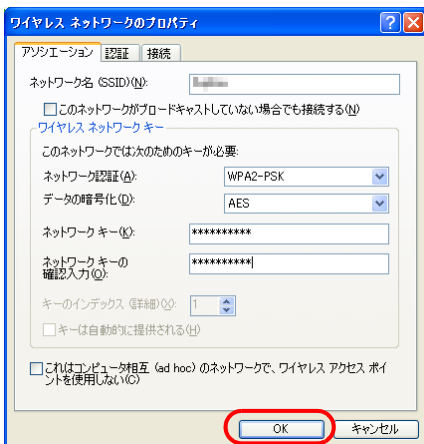 ワイヤレス ネットワークのプロパティ
アソシエーション 認証 接続
ネットワーク名 (SSID)(N):
このネットワークがブロードキャストしていない場合でも接続する(N)
ワイヤレス ネットワーク キー
このネットワークでは次のためのキーが必要:
ネットワーク認証(A): WPA2-PSK
データの暗号化(D): AES
ネットワーク キー(K): **********
ネットワーク キーの
確認入力(O): **********
キーのインデックス (詳細)(X): 1
キーは自動的に提供される(H)
これはコンピュータ相互 (ad hoc) のネットワークで、ワイヤレス アクセス ポイ
ントを使用しない(C)
OK キャンセル